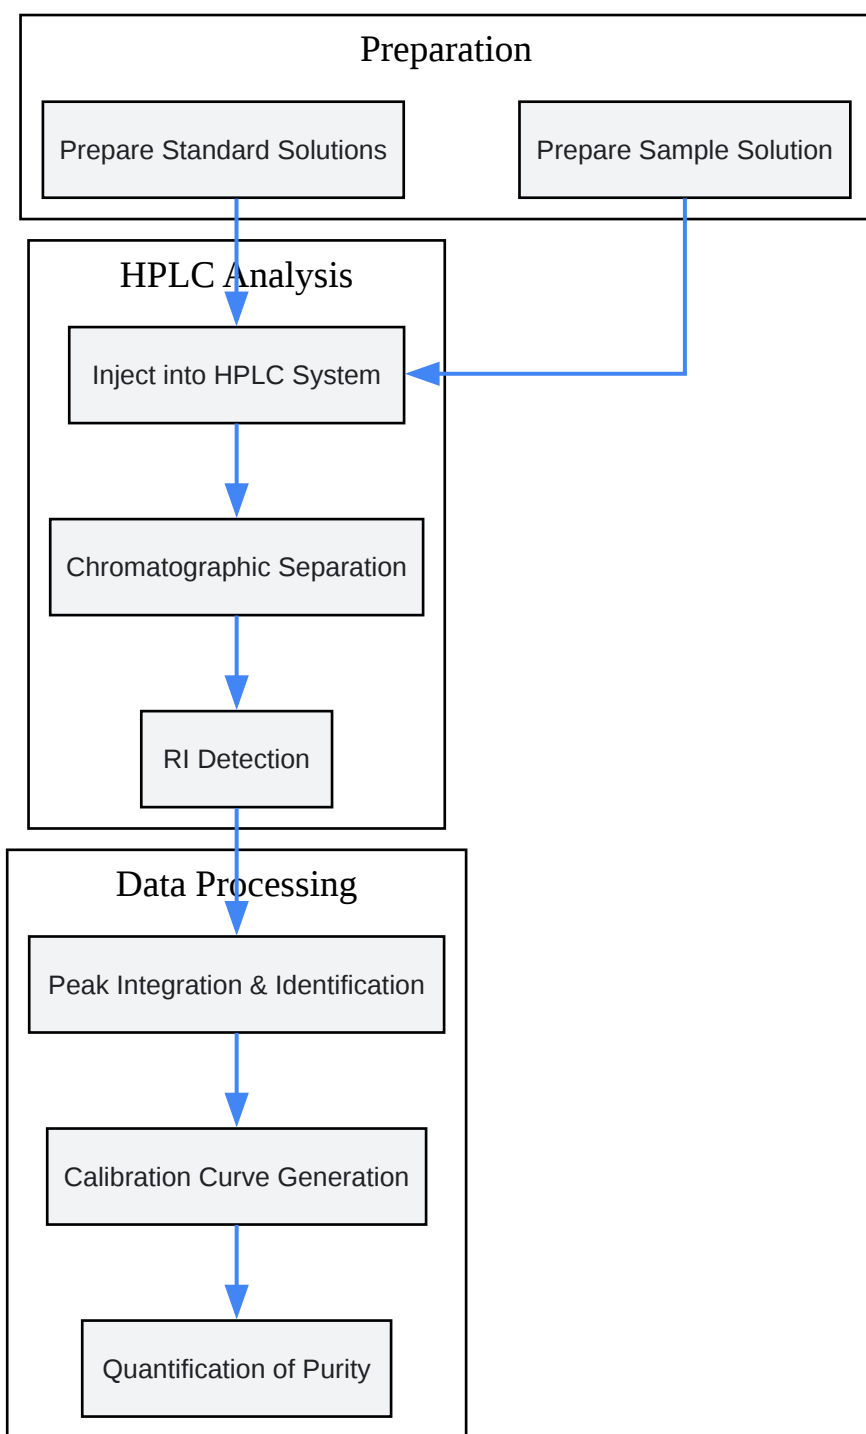 Preparation
Prepare Standard Solutions
Prepare Sample Solution
HPLC Analysis
Inject into HPLC System
Chromatographic Separation
RI Detection
Data Processing
Peak Integration & Identification
Calibration Curve Generation
Quantification of Purity